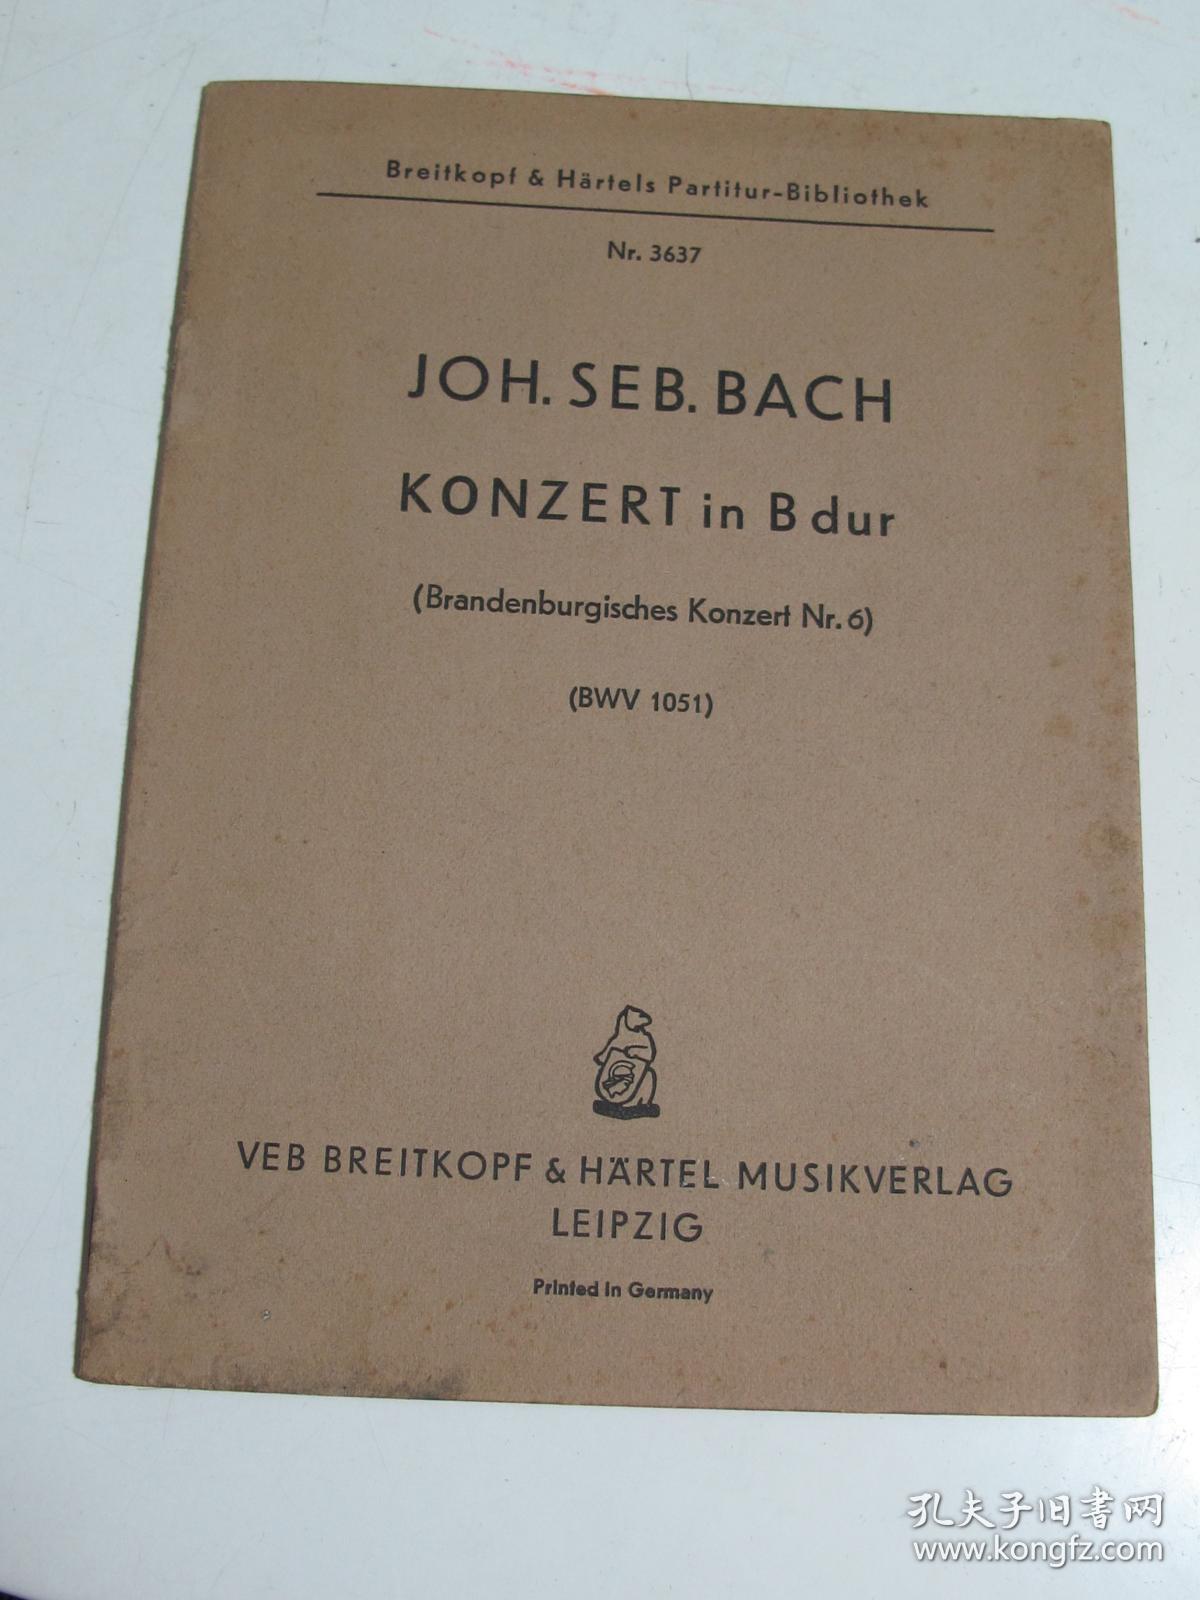 Breitkopf & Härtels Partitur-Bibliothek
Nr. 3637
JOH. SEB. BACH
KONZERT in B dur
(Brandenburgisches Konzert Nr. 6)
(BWV 1051)
VEB BREITKOPF & HÄRTEL MUSIKVERLAG
LEIPZIG
Printed in Germany
孔夫子旧书网
www.kongfz.com